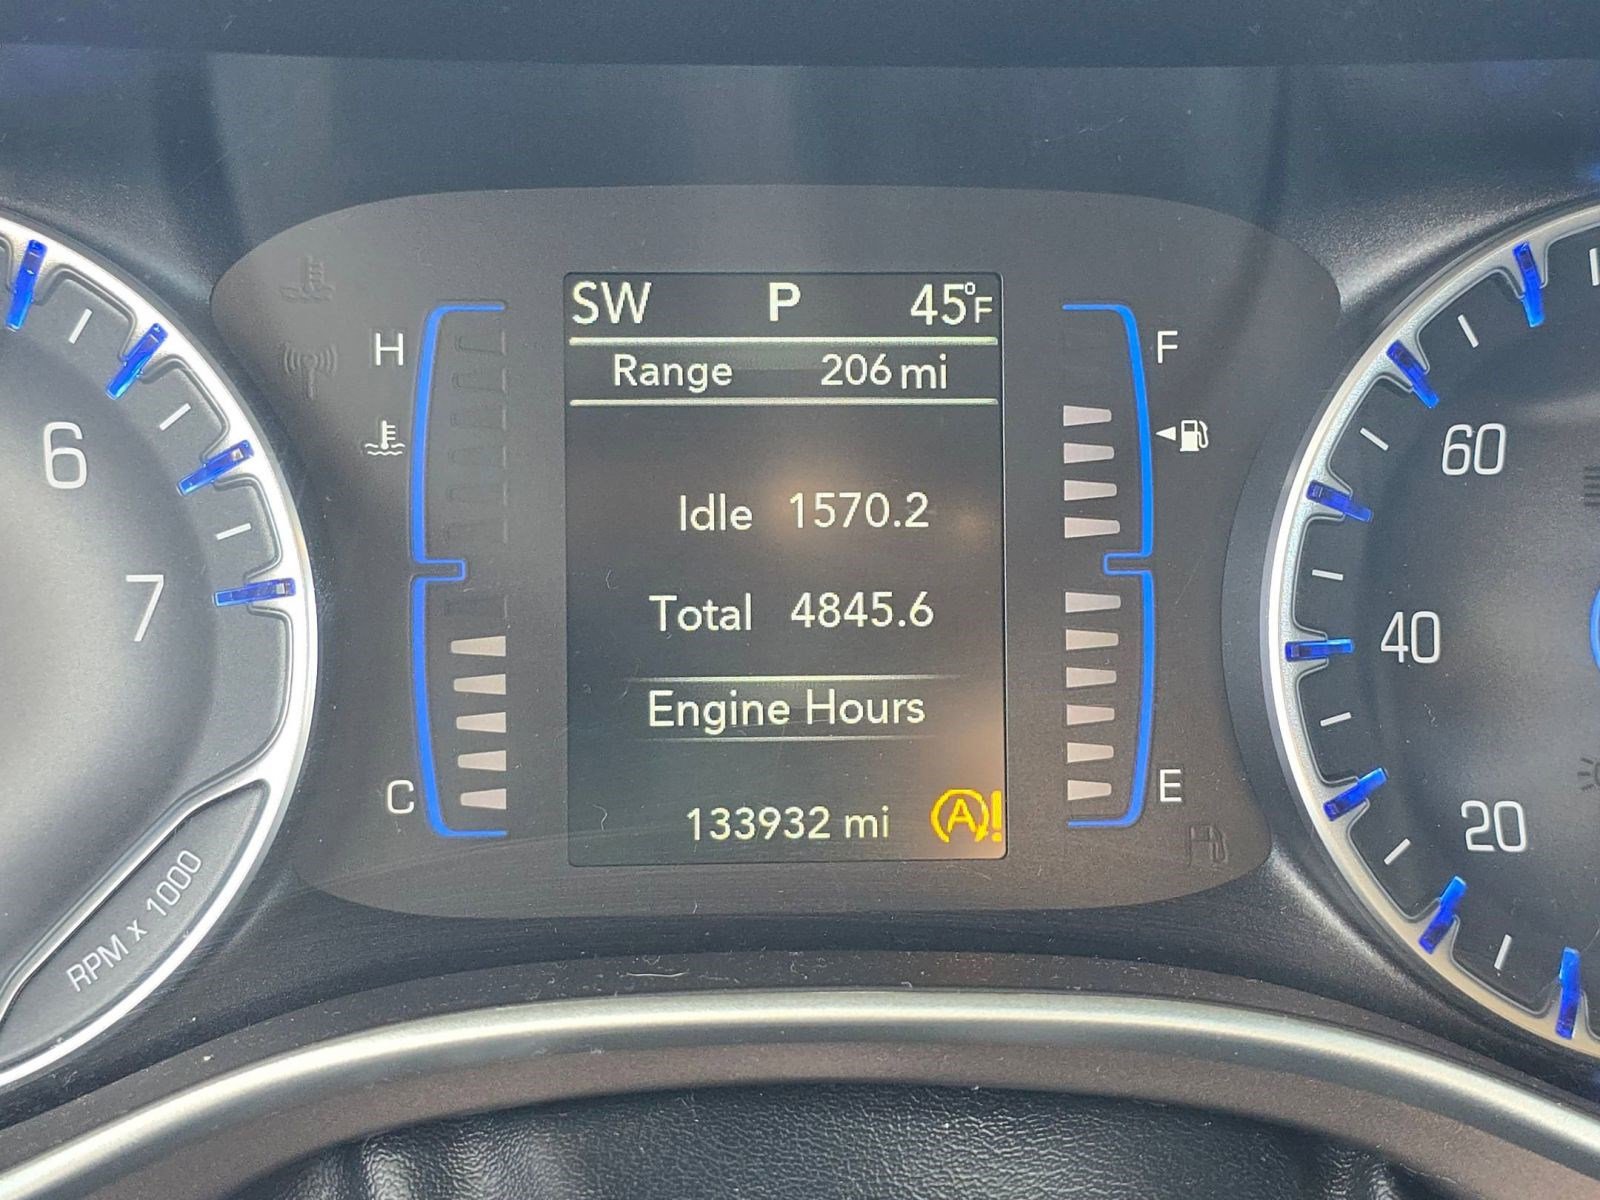 SW P 45°F
Range 206 mi
H
F
6
60
Idle 1570.2
7
Total 4845.6
40
Engine Hours
C
E
133932 mi A!
20
RPM x 1000